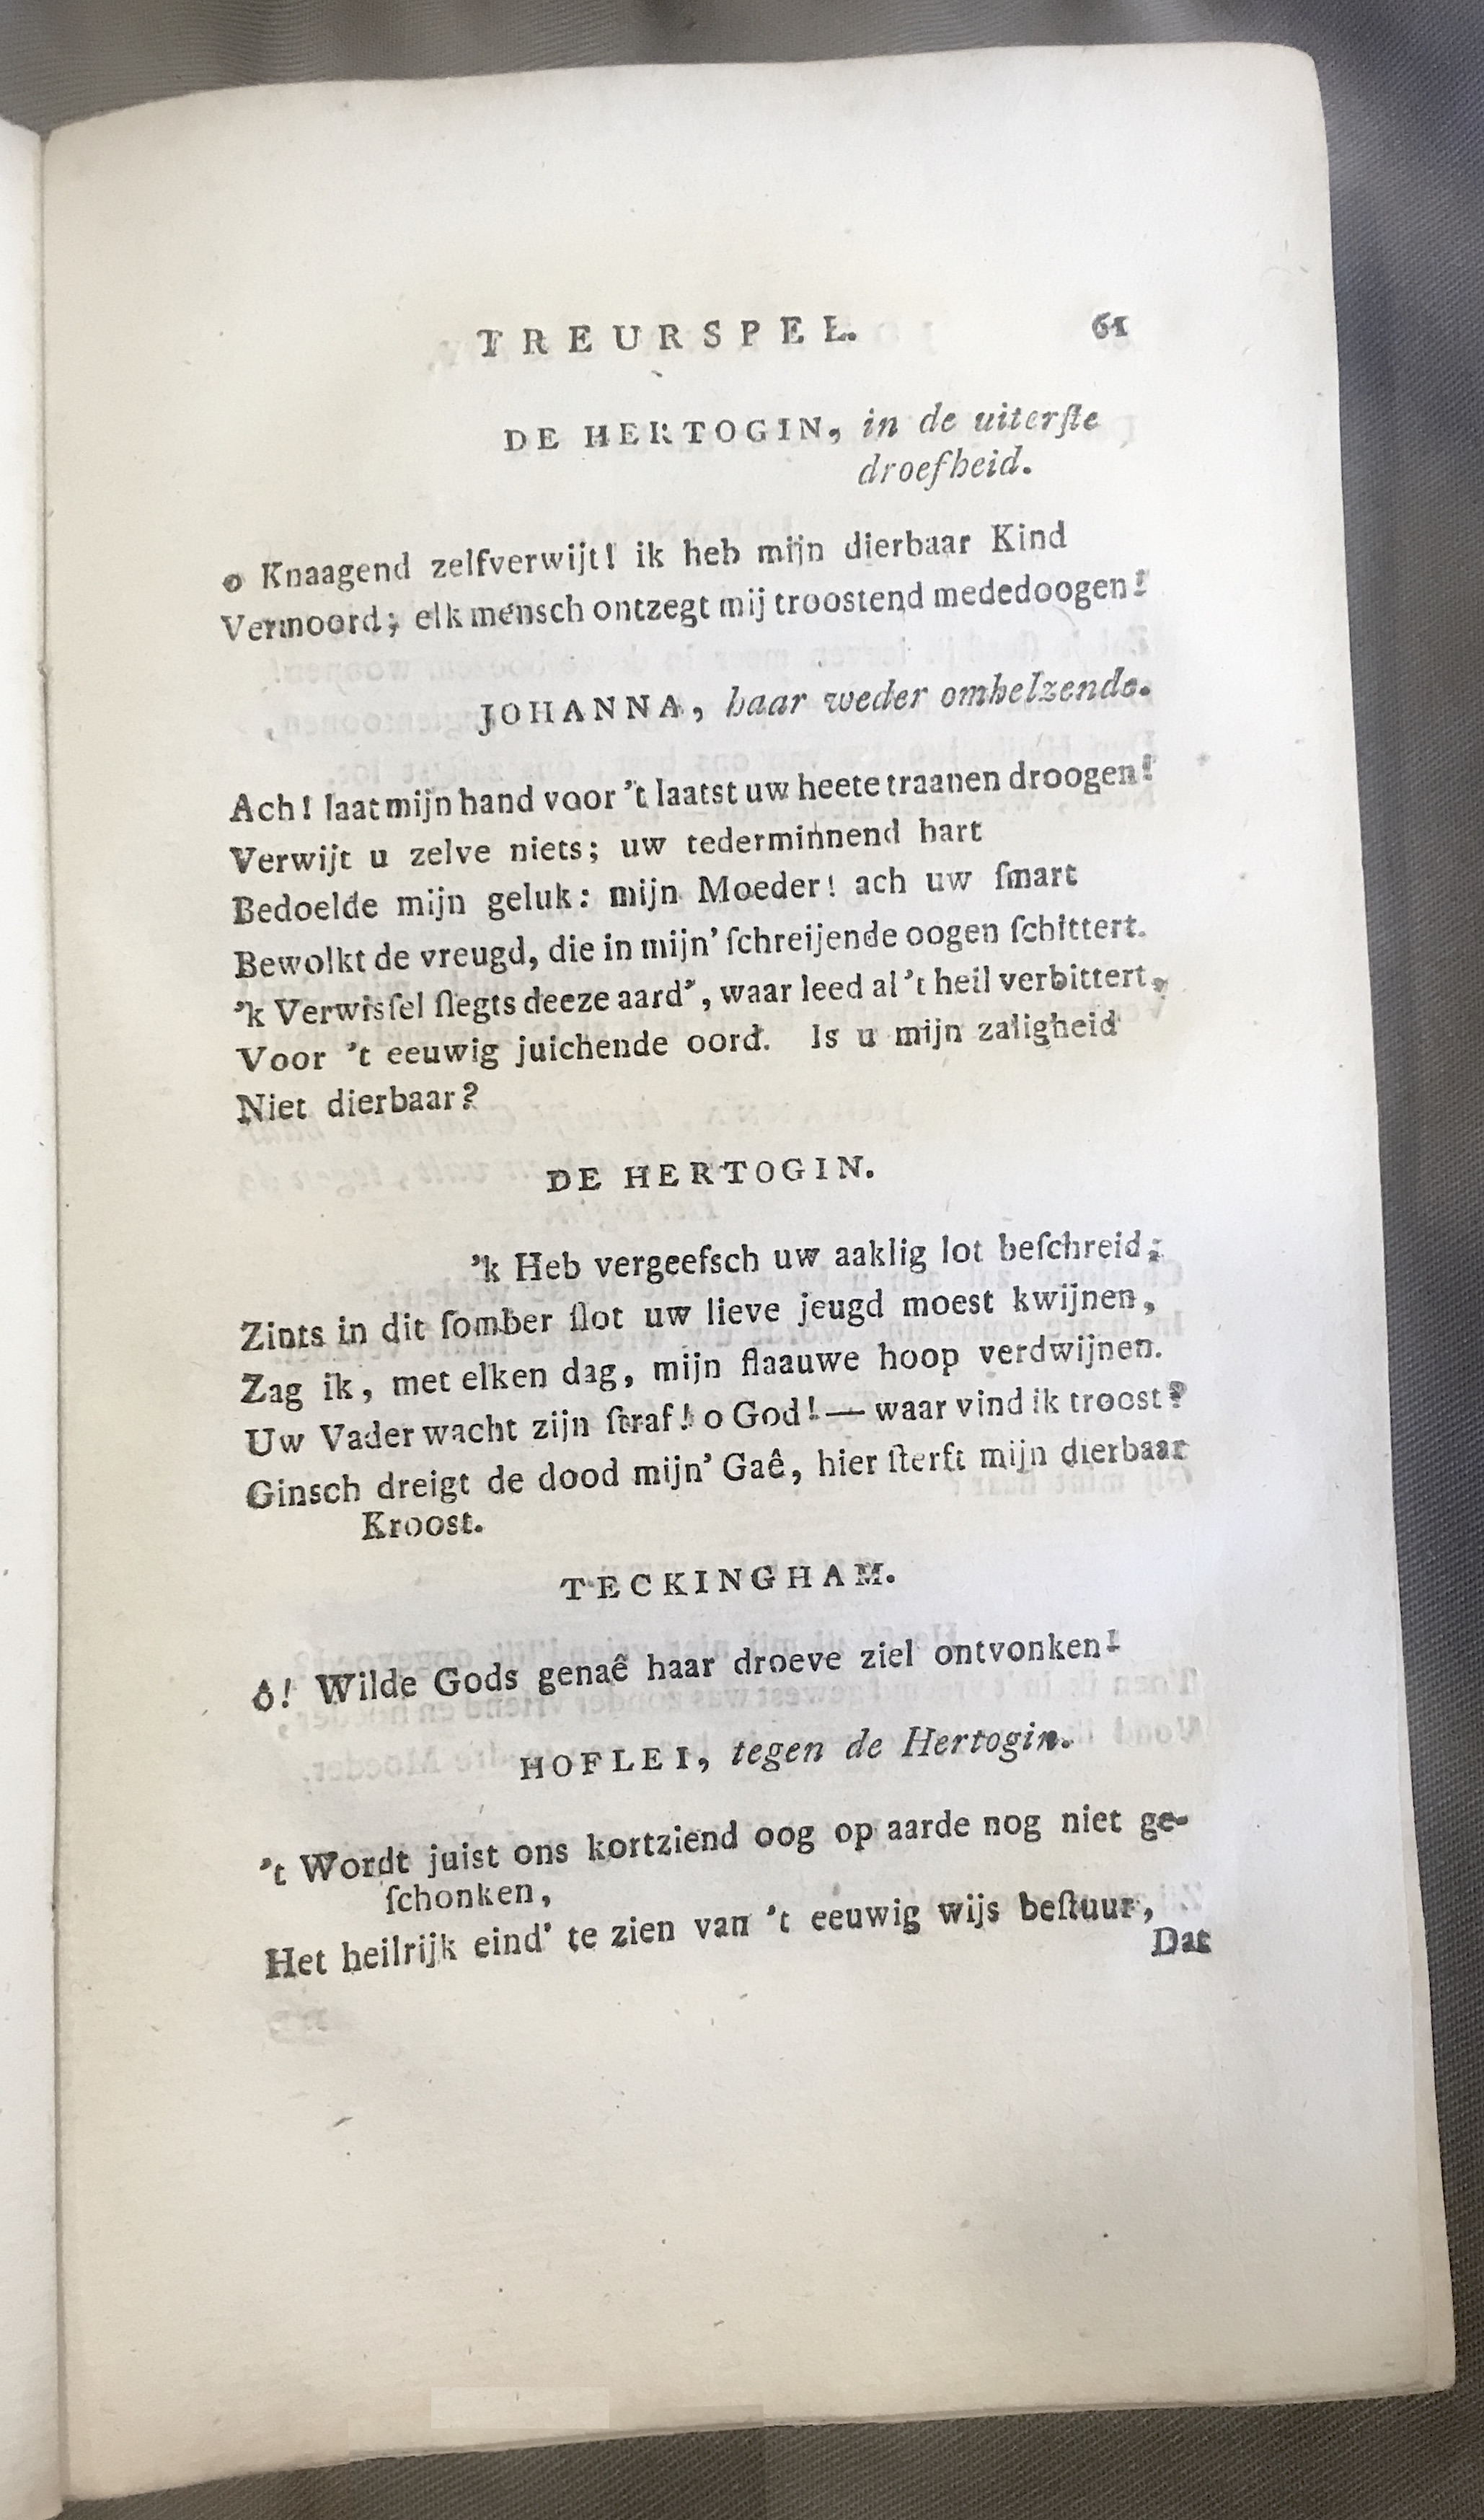 TREURSPEL. 61
DE HERTOGIN, in de uiterſte
droefheid.
o Knaagend zelfverwijt! ik heb mijn dierbaar Kind
Vermoord; elk mensch ontzegt mij troostend mededoogen!
JOHANNA, haar weder omhelzende.
Ach! laat mijn hand voor 't laatst uw heete traanen droogen!
Verwijt u zelve niets; uw tederminnend hart
Bedoelde mijn geluk: mijn Moeder! ach uw ſmart
Bewolkt de vreugd, die in mijn' ſchreijende oogen ſchittert.
'k Verwisſel ſlegts deeze aard', waar leed al 't heil verbittert,
Voor 't eeuwig juichende oord. Is u mijn zaligheid
Niet dierbaar?
DE HERTOGIN.
'k Heb vergeefsch uw aaklig lot beſchreid;
Zints in dit ſomber ſlot uw lieve jeugd moest kwijnen,
Zag ik, met elken dag, mijn flaauwe hoop verdwijnen.
Uw Vader wacht zijn ſtraf! o God! — waar vind ik troost?
Ginsch dreigt de dood mijn' Gaê, hier ſterft mijn dierbaar
Kroost.
TECKINGHAM.
ô! Wilde Gods genaê haar droeve ziel ontvonken!
HOFLEI, tegen de Hertogin.
't Wordt juist ons kortziend oog op aarde nog niet ge-
ſchonken,
Het heilrijk eind' te zien van 't eeuwig wijs beſtuur,
Dat